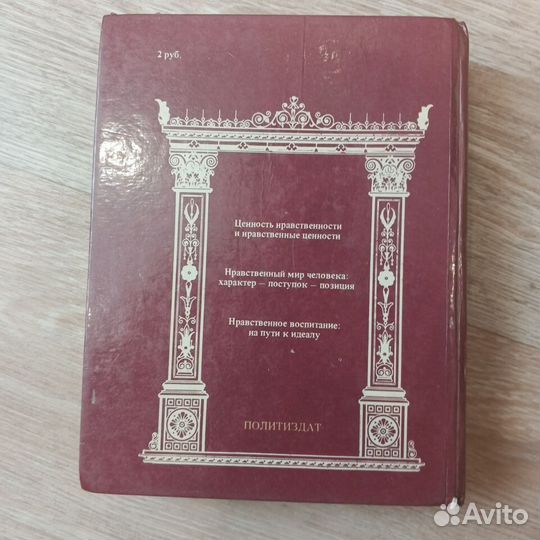 2 руб.
Ценность нравственности
и нравственные ценности
Нравственный мир человека:
характер — поступок — позиция
Нравственное воспитание:
на пути к идеалу
ПОЛИТИЗДАТ
Avito